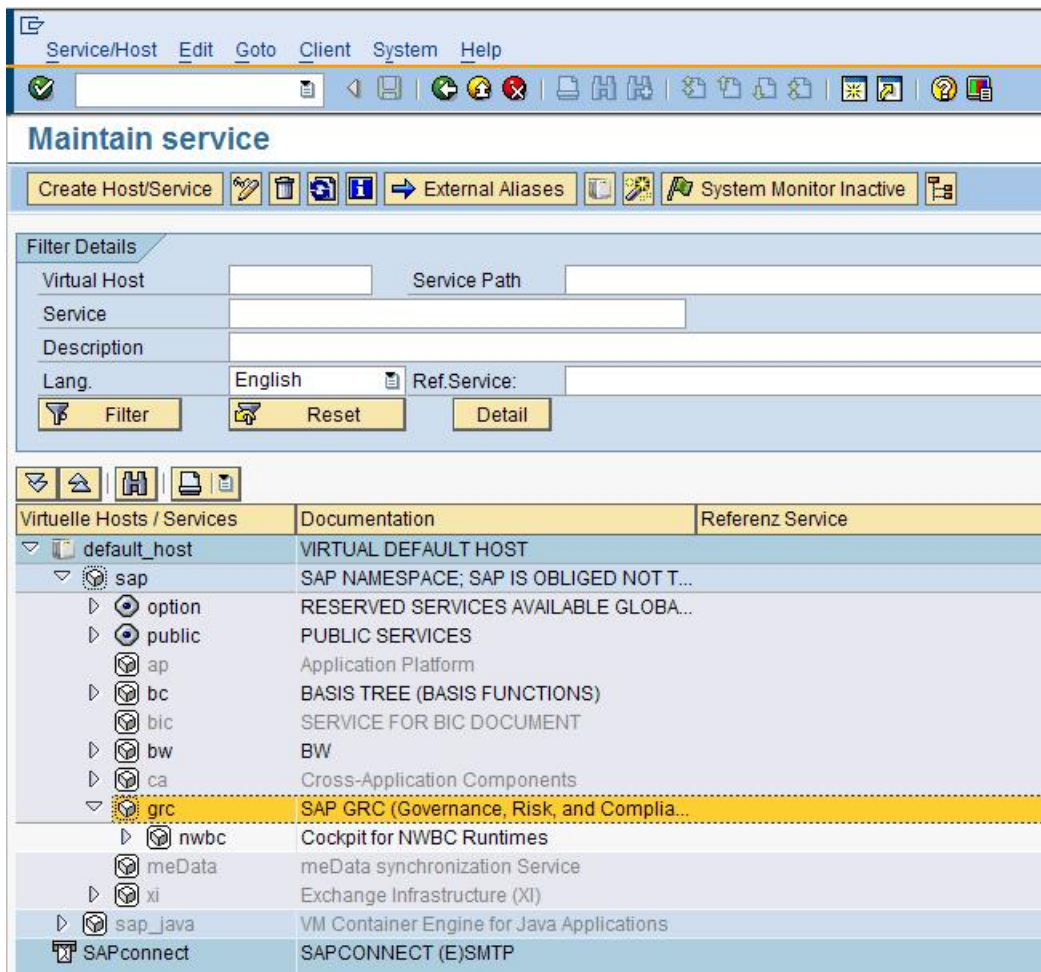 Service/Host Edit Goto Client System Help
Maintain service
Create Host/Service External Aliases System Monitor Inactive
Filter Details
Virtual Host Service Path
Service
Description
Lang. English Ref.Service:
Filter Reset Detail
Virtuelle Hosts / Services Documentation Referenz Service
default_host VIRTUAL DEFAULT HOST
sap SAP NAMESPACE; SAP IS OBLIGED NOT T...
option RESERVED SERVICES AVAILABLE GLOBA...
public PUBLIC SERVICES
ap Application Platform
bc BASIS TREE (BASIS FUNCTIONS)
bic SERVICE FOR BIC DOCUMENT
bw BW
ca Cross-Application Components
grc SAP GRC (Governance, Risk, and Complia...
nwbc Cockpit for NWBC Runtimes
meData meData synchronization Service
xi Exchange Infrastructure (XI)
sap_java VM Container Engine for Java Applications
SAPconnect SAPCONNECT (E)SMTP